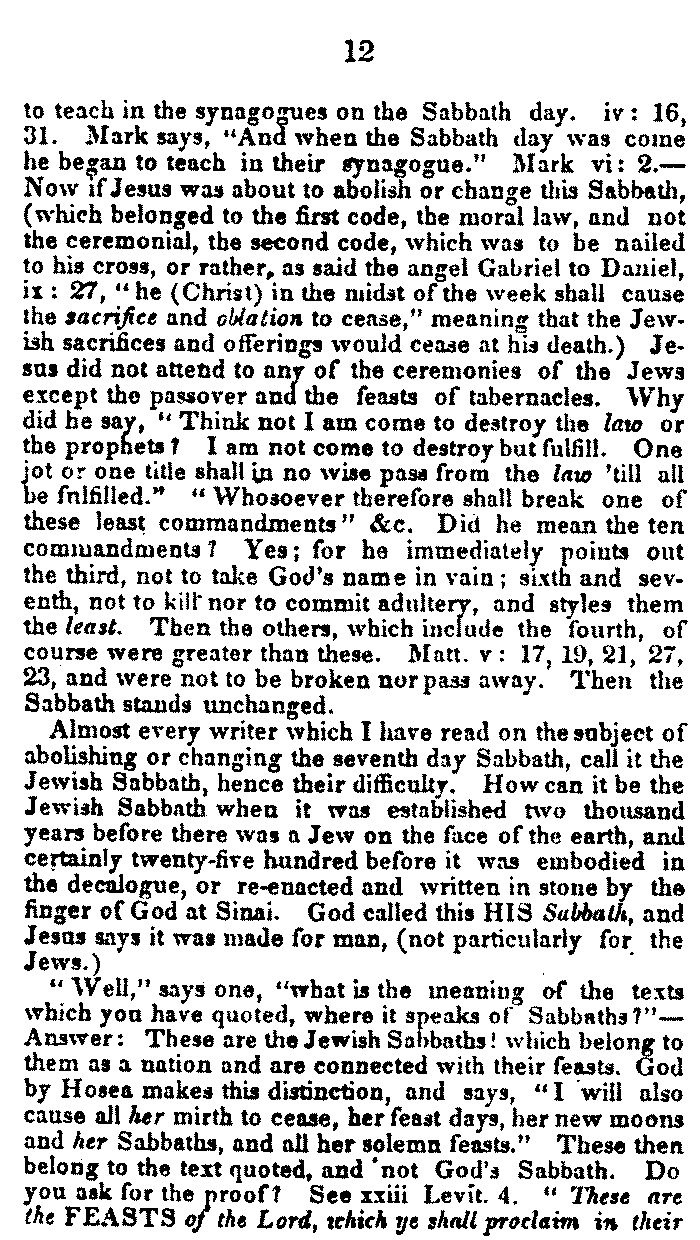 12
to teach in the synagogues on the Sabbath day. iv: 16,
31. Mark says, "And when the Sabbath day was come
he began to teach in their synagogue." Mark vi: 2.—
Now if Jesus was about to abolish or change this Sabbath,
(which belonged to the first code, the moral law, and not
the ceremonial, the second code, which was to be nailed
to his cross, or rather, as said the angel Gabriel to Daniel,
ix: 27, "he (Christ) in the midst of the week shall cause
the sacrifice and oblation to cease," meaning that the Jew-
ish sacrifices and offerings would cease at his death.) Je-
sus did not attend to any of the ceremonies of the Jews
except the passover and the feasts of tabernacles. Why
did he say, "Think not I am come to destroy the law or
the prophets? I am not come to destroy but fulfill. One
jot or one title shall in no wise pass from the law 'till all
be fnlfilled." "Whosoever therefore shall break one of
these least commandments" &c. Did he mean the ten
commandments? Yes; for he immediately points out
the third, not to take God's name in vain; sixth and sev-
enth, not to kill nor to commit adultery, and styles them
the least. Then the others, which include the fourth, of
course were greater than these. Matt. v: 17, 19, 21, 27,
23, and were not to be broken nor pass away. Then the
Sabbath stands unchanged.
Almost every writer which I have read on the subject of
abolishing or changing the seventh day Sabbath, call it the
Jewish Sabbath, hence their difficulty. How can it be the
Jewish Sabbath when it was established two thousand
years before there was a Jew on the face of the earth, and
certainly twenty-five hundred before it was embodied in
the decalogue, or re-enacted and written in stone by the
finger of God at Sinai. God called this HIS Sabbath, and
Jesus says it was made for man, (not particularly for the
Jews.)
"Well," says one, "what is the meaning of the texts
which you have quoted, where it speaks of Sabbaths?"—
Answer: These are the Jewish Sabbaths! which belong to
them as a nation and are connected with their feasts. God
by Hosea makes this distinction, and says, "I will also
cause all her mirth to cease, her feast days, her new moons
and her Sabbaths, and all her solemn feasts." These then
belong to the text quoted, and not God's Sabbath. Do
you ask for the proof? See xxiii Levit. 4. "These are
the FEASTS of the Lord, which ye shall proclaim in their